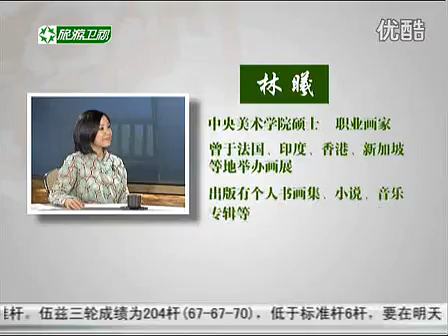 旅游卫视
优酷
林曦
中央美术学院硕士 职业画家
曾于法国、印度、香港、新加坡
等地举办画展
出版有个人书画集、小说、音乐
专辑等
准杆。伍兹三轮成绩为204杆(67-67-70)，低于标准杆6杆，要在明天